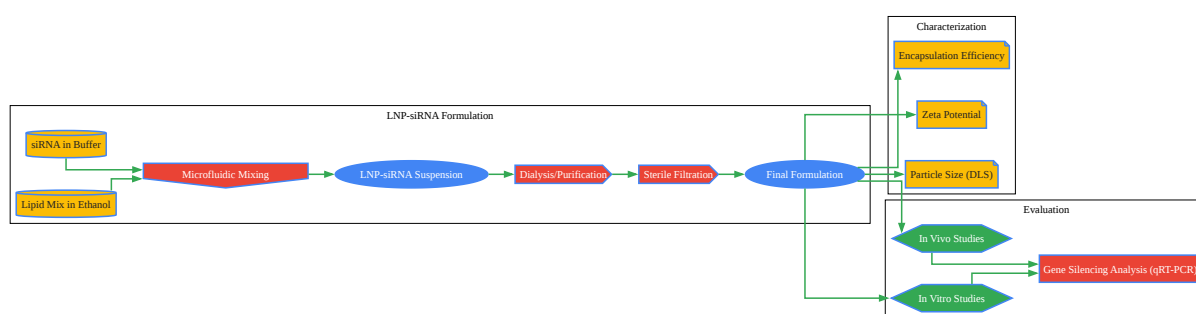 Characterization
Encapsulation Efficiency
Zeta Potential
Particle Size (DLS)
LNP-siRNA Formulation
siRNA in Buffer
Lipid Mix in Ethanol
Microfluidic Mixing
LNP-siRNA Suspension
Dialysis/Purification
Sterile Filtration
Final Formulation
Evaluation
In Vivo Studies
In Vitro Studies
Gene Silencing Analysis (qRT-PCR)